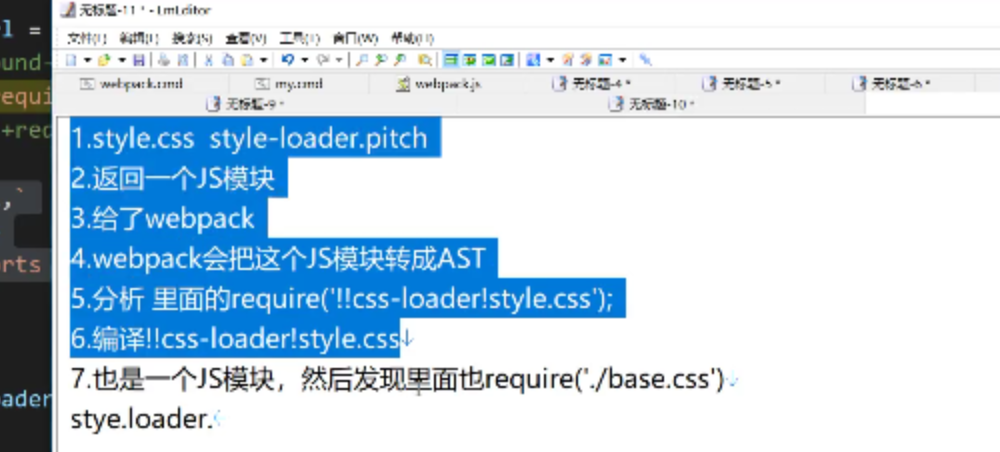 无标题-11 * - EmEditor
文件(F) 编辑(E) 搜索(S) 查看(V) 工具(T) 窗口(W) 帮助(H)
webpack.cmd my.cmd webpack.js 无标题-4 * 无标题-5 * 无标题-6 *
无标题-9 * 无标题-10 *
1 =
ound-
requi
+req
,`
orts
oader
1.style.css style-loader.pitch
2.返回一个JS模块
3.给了webpack
4.webpack会把这个JS模块转成AST
5.分析 里面的require('!!css-loader!style.css');
6.编译!!css-loader!style.css↓
7.也是一个JS模块，然后发现里面也require('./base.css')↓
stye.loader.